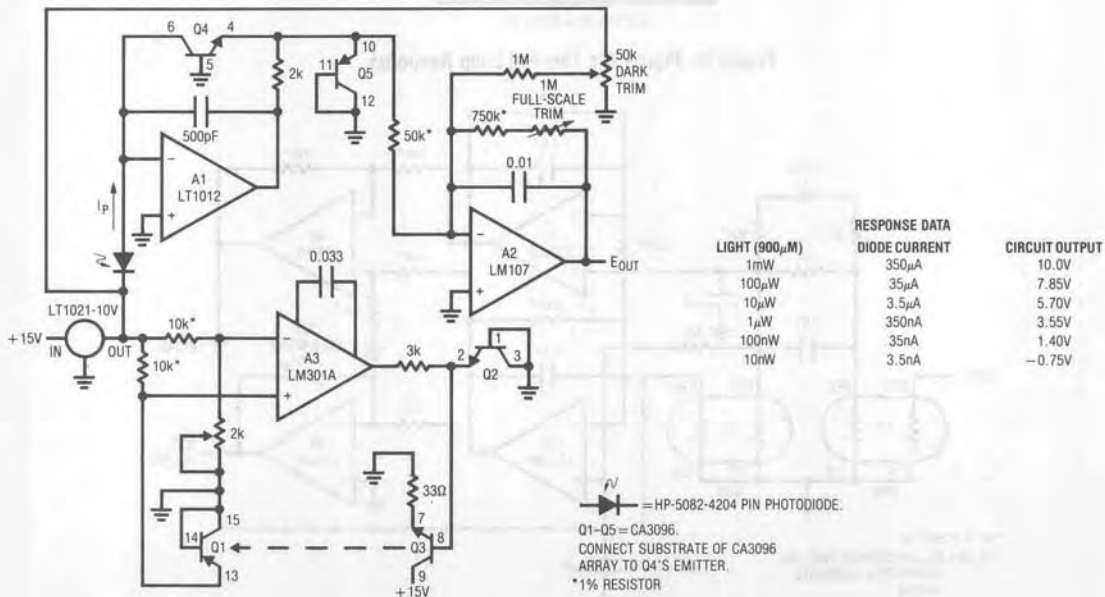 6 Q4 4
5
2k
10
11
Q5
12
500pF
50k*
1M
50k
DARK
TRIM
1M
FULL-SCALE
TRIM
750k*
0.01
−
A1
LT1012
+
IP
−
A2
LM107
+
EOUT
0.033
LT1021-10V
+15V
IN
OUT
10k*
10k*
−
A3
LM301A
+
3k
2
1
3
Q2
2k
33Ω
15
14
Q1
13
7
Q3
8
9
+15V
RESPONSE DATA
LIGHT (900µM) DIODE CURRENT CIRCUIT OUTPUT
1mW 350µA 10.0V
100µW 35µA 7.85V
10µW 3.5µA 5.70V
1µW 350nA 3.55V
100nW 35nA 1.40V
10nW 3.5nA −0.75V
=HP-5082-4204 PIN PHOTODIODE.
Q1–Q5=CA3096.
CONNECT SUBSTRATE OF CA3096
ARRAY TO Q4'S EMITTER.
*1% RESISTOR